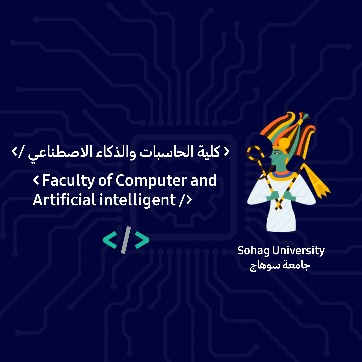 < كلية الحاسبات والذكاء الاصطناعي />
< Faculty of Computer and
Artificial intelligent />
</>
Sohag University
جامعة سوهاج